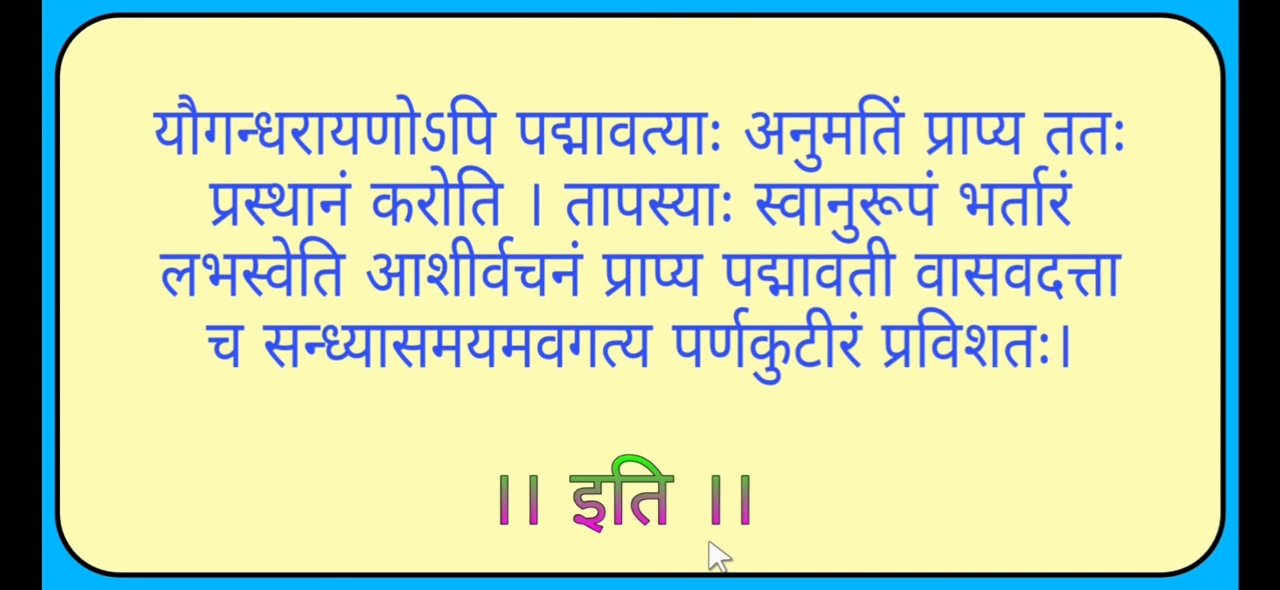 यौगन्धरायणोऽपि पद्मावत्याः अनुमतिं प्राप्य ततः
प्रस्थानं करोति । तापस्याः स्वानुरूपं भर्तारं
लभस्वेति आशीर्वचनं प्राप्य पद्मावती वासवदत्ता
च सन्ध्यासमयमवगत्य पर्णकुटीरं प्रविशतः।
।। इति ।।